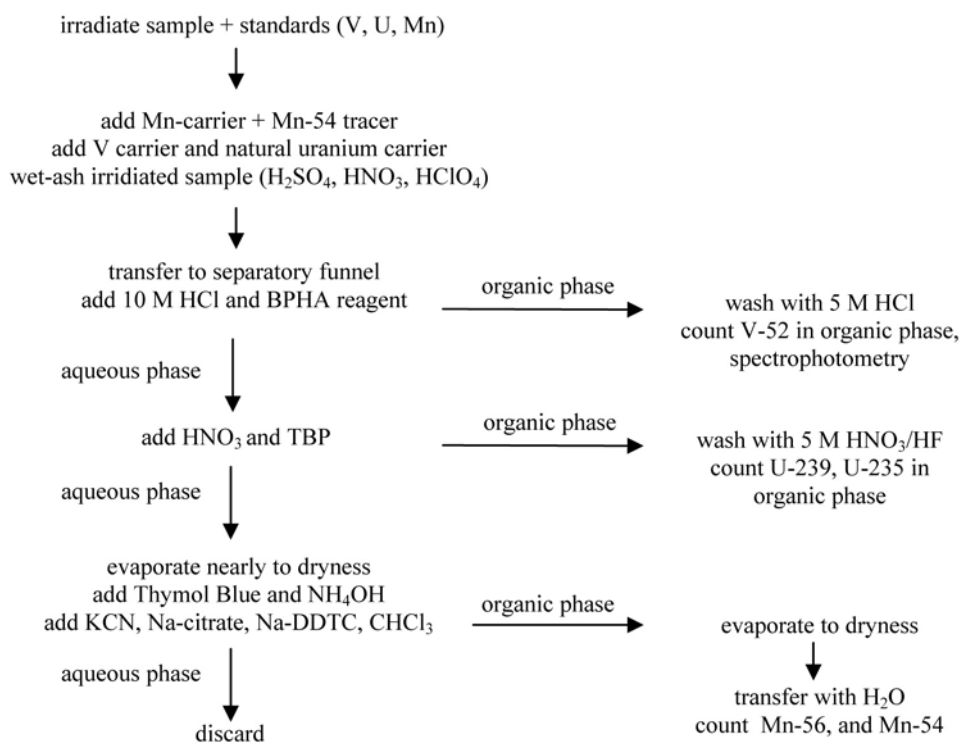 irradiate sample + standards (V, U, Mn)
add Mn-carrier + Mn-54 tracer
add V carrier and natural uranium carrier
wet-ash irridiated sample (H₂SO₄, HNO₃, HClO₄)
transfer to separatory funnel
add 10 M HCl and BPHA reagent
organic phase
wash with 5 M HCl
count V-52 in organic phase,
spectrophotometry
aqueous phase
add HNO₃ and TBP
organic phase
wash with 5 M HNO₃/HF
count U-239, U-235 in
organic phase
aqueous phase
evaporate nearly to dryness
add Thymol Blue and NH₄OH
add KCN, Na-citrate, Na-DDTC, CHCl₃
organic phase
evaporate to dryness
aqueous phase
transfer with H₂O
count Mn-56, and Mn-54
discard